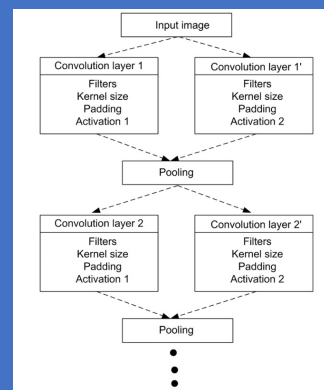 Input image
Convolution layer 1
Filters
Kernel size
Padding
Activation 1
Convolution layer 1'
Filters
Kernel size
Padding
Activation 2
Pooling
Convolution layer 2
Filters
Kernel size
Padding
Activation 1
Convolution layer 2'
Filters
Kernel size
Padding
Activation 2
Pooling